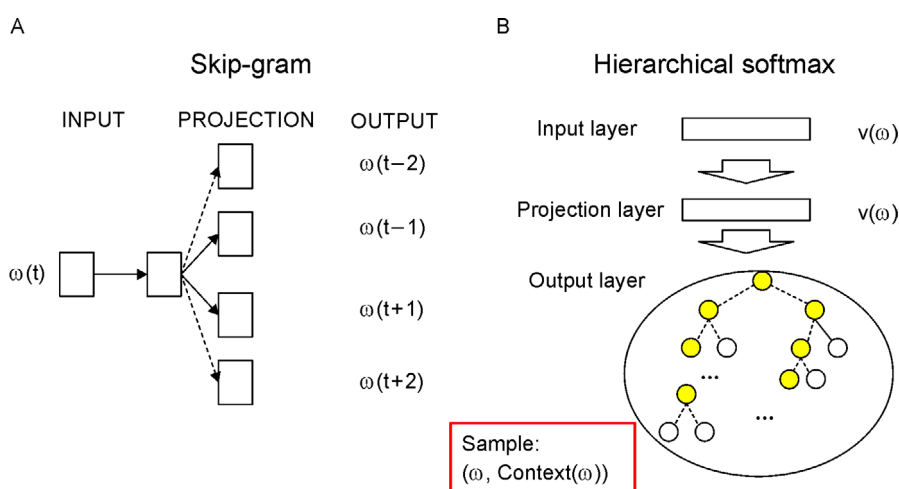 A
Skip-gram
INPUT PROJECTION OUTPUT
ω(t−2)
ω(t−1)
ω(t)
ω(t+1)
ω(t+2)
B
Hierarchical softmax
Input layer v(ω)
Projection layer v(ω)
Output layer
...
...
Sample:
(ω, Context(ω))